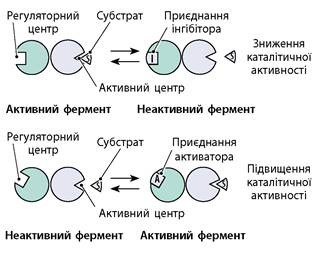 Регуляторний
центр
Субстрат
Приєднання
інгібітора
І
Зниження
каталітичної
активності
Активний центр
Активний фермент
Неактивний фермент
Регуляторний
центр
Субстрат
Приєднання
активатора
А
Підвищення
каталітичної
активності
Активний центр
Неактивний фермент
Активний фермент